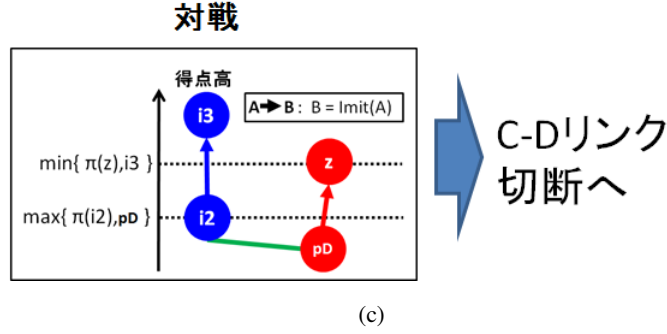 対戦
得点高
A➡B : B = Imit(A)
i3
min{ π(z),i3 }
z
max{ π(i2),pD }
i2
pD
C-Dリンク
切断へ
(c)